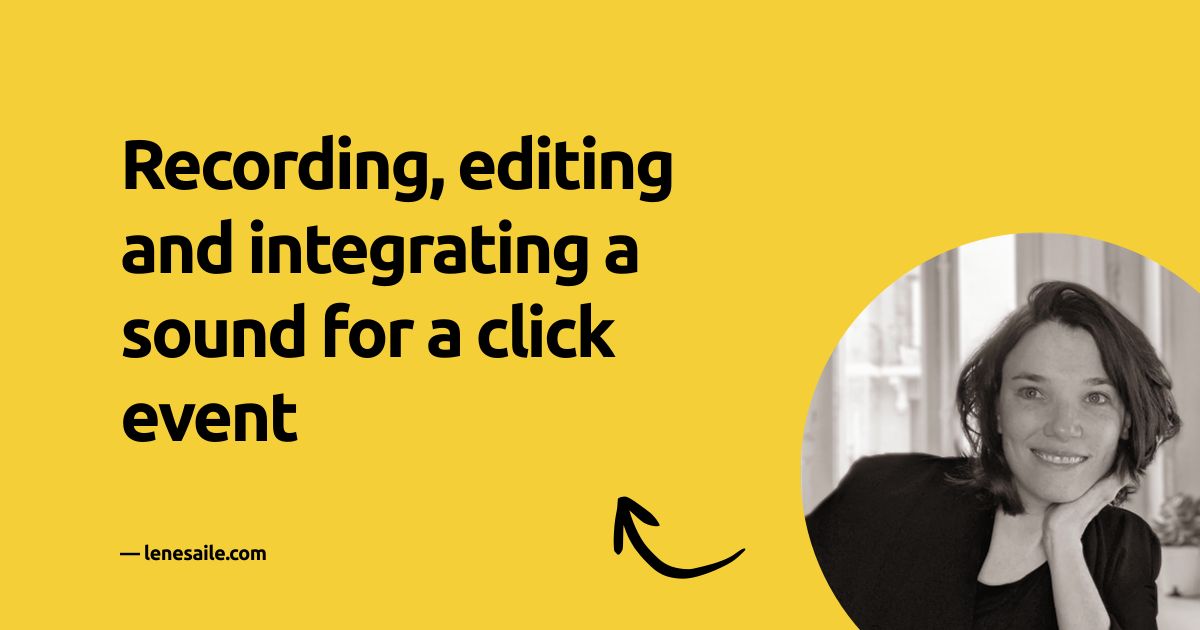 Recording, editing
and integrating a
sound for a click
event
— lenesaile.com